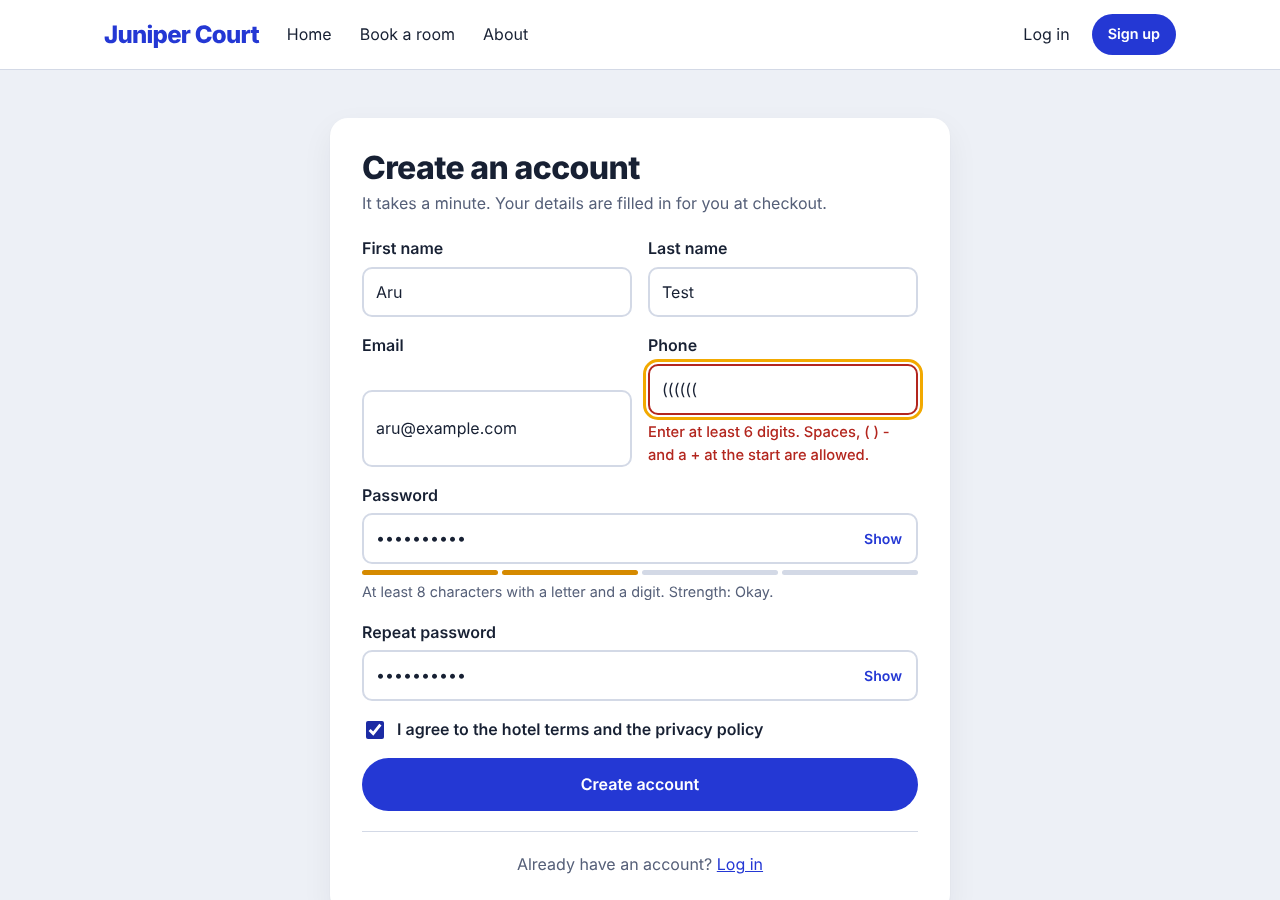 Juniper Court Home Book a room About Log in Sign up
Create an account
It takes a minute. Your details are filled in for you at checkout.
First name Last name
Aru Test
Email Phone
((((((
aru@example.com
Enter at least 6 digits. Spaces, ( ) -
and a + at the start are allowed.
Password
•••••••••• Show
At least 8 characters with a letter and a digit. Strength: Okay.
Repeat password
•••••••••• Show
I agree to the hotel terms and the privacy policy
Create account
Already have an account? Log in